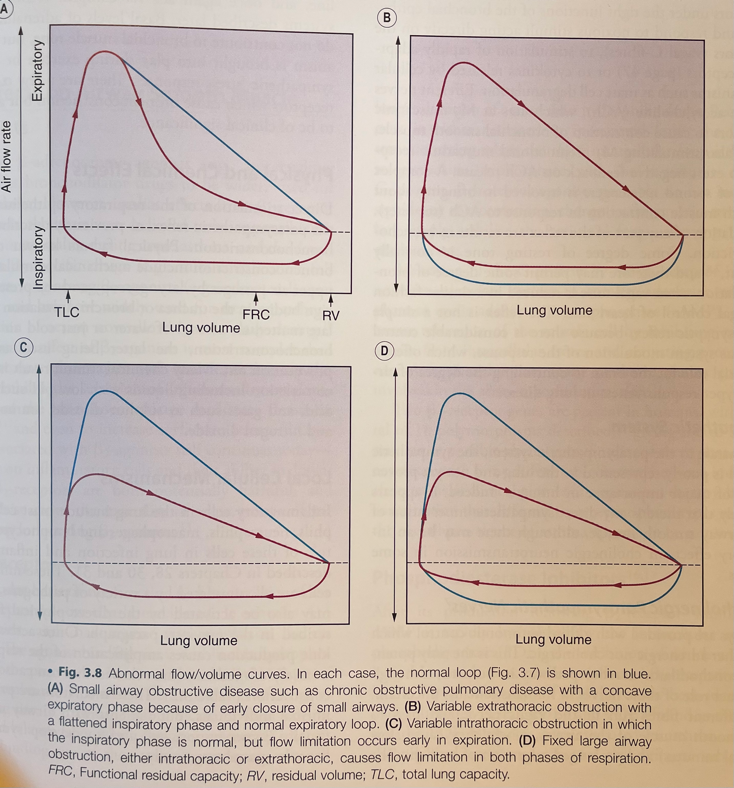 A
Expiratory
Air flow rate
Inspiratory
TLC
FRC
RV
Lung volume
B
Lung volume
C
Lung volume
D
Lung volume
• Fig. 3.8 Abnormal flow/volume curves. In each case, the normal loop (Fig. 3.7) is shown in blue.
(A) Small airway obstructive disease such as chronic obstructive pulmonary disease with a concave
expiratory phase because of early closure of small airways. (B) Variable extrathoracic obstruction with
a flattened inspiratory phase and normal expiratory loop. (C) Variable intrathoracic obstruction in which
the inspiratory phase is normal, but flow limitation occurs early in expiration. (D) Fixed large airway
obstruction, either intrathoracic or extrathoracic, causes flow limitation in both phases of respiration.
FRC, Functional residual capacity; RV, residual volume; TLC, total lung capacity.